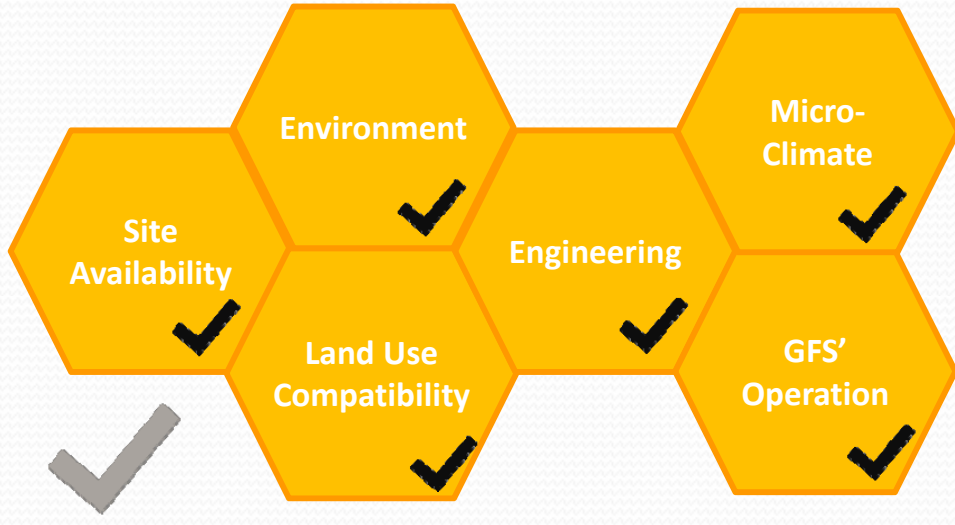 Environment
Micro-
Climate
Site
Availability
Engineering
Land Use
Compatibility
GFS’
Operation